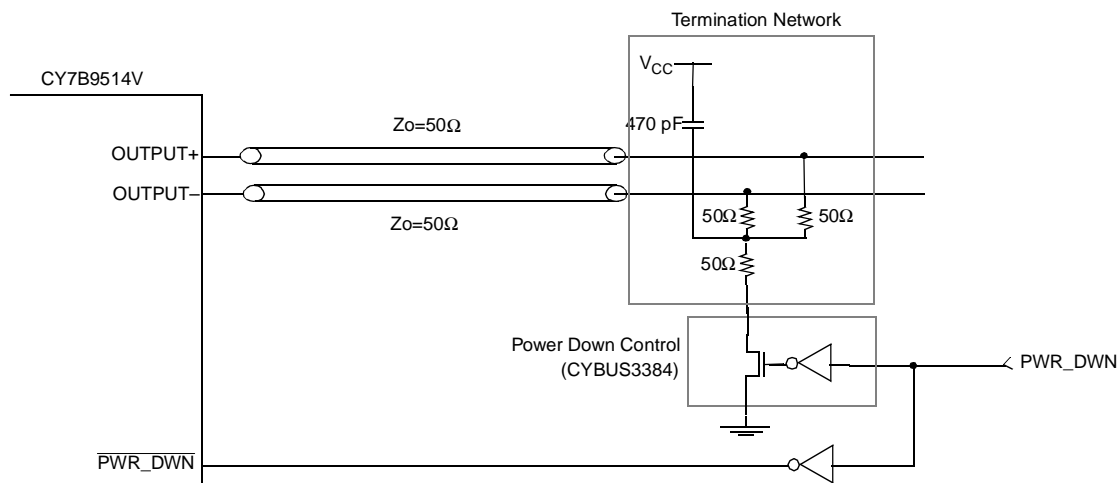 Termination Network
VCC
CY7B9514V
Zo=50Ω
470 pF
OUTPUT+
OUTPUT–
50Ω
50Ω
Zo=50Ω
50Ω
Power Down Control
(CYBUS3384)
PWR_DWN
PWR_DWN